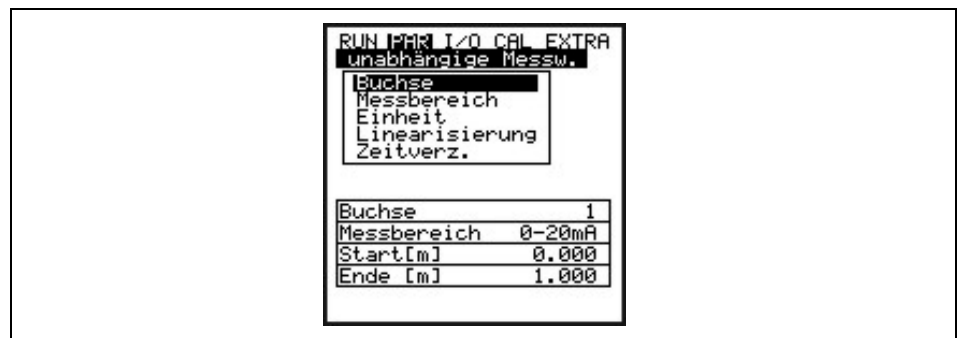 RUN PAR I/O CAL EXTRA
unabhängige Messw.
Buchse
Messbereich
Einheit
Linearisierung
Zeitverz.
Buchse 1
Messbereich 0-20mA
Start[m] 0.000
Ende [m] 1.000